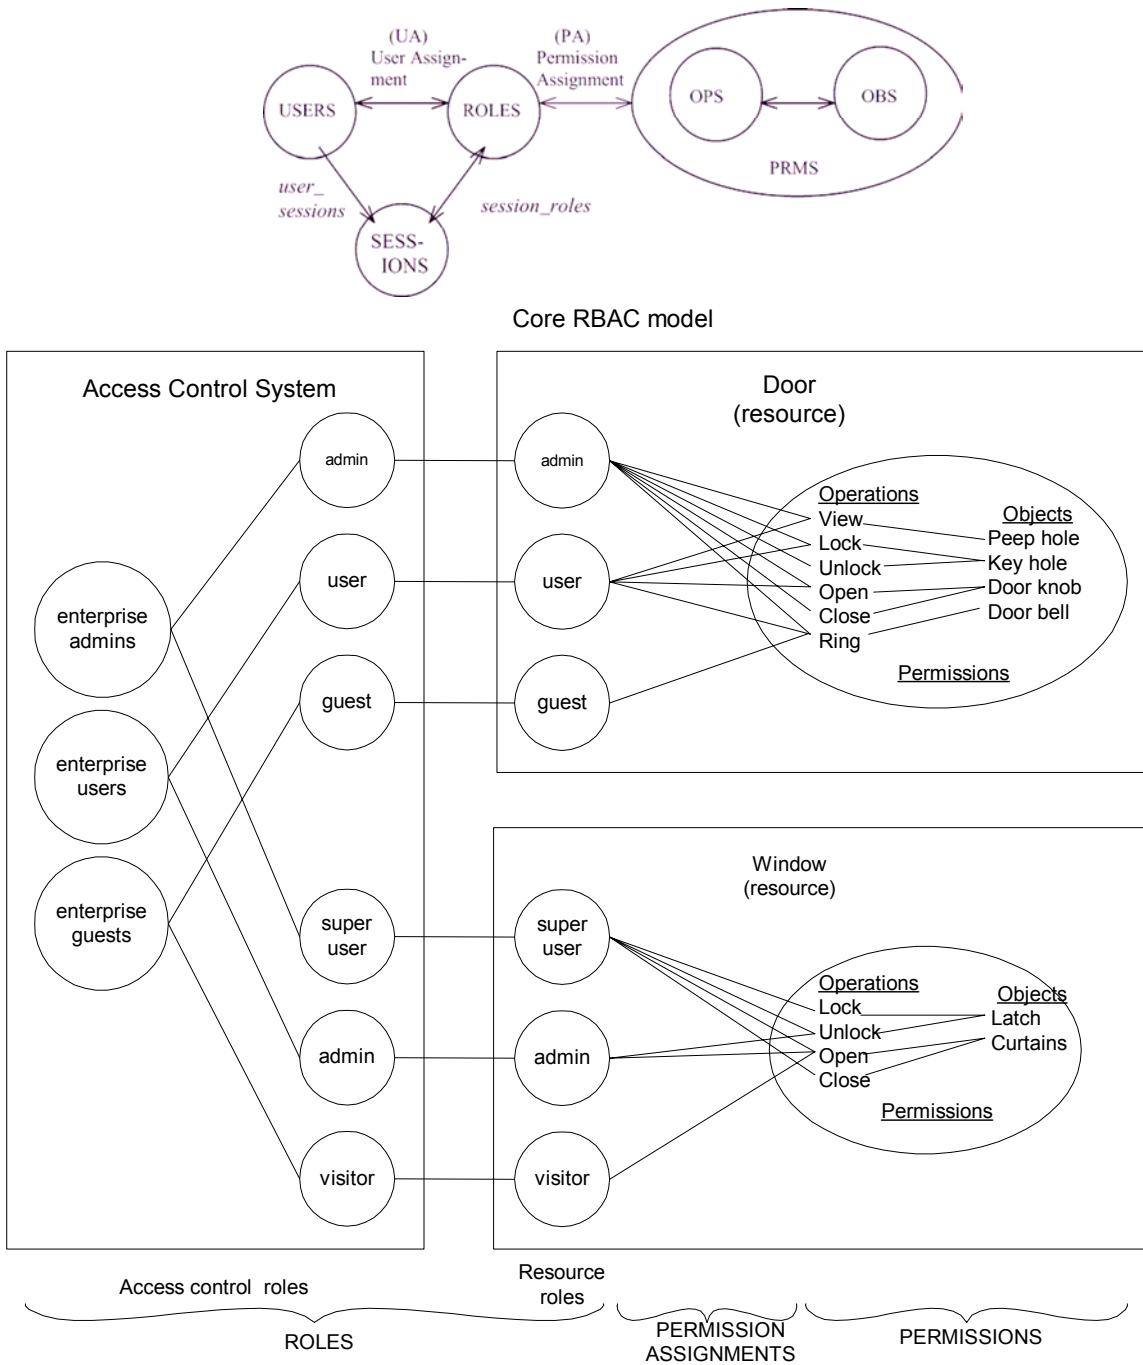 (UA)
User Assign-
ment
(PA)
Permission
Assignment
USERS
ROLES
OPS
OBS
PRMS
user_
sessions
session_roles
SESS-
IONS
Core RBAC model
Access Control System
admin
user
guest
enterprise
admins
enterprise
users
enterprise
guests
super
user
admin
visitor
Door
(resource)
admin
user
guest
Operations
View
Lock
Unlock
Open
Close
Ring
Objects
Peep hole
Key hole
Door knob
Door bell
Permissions
Window
(resource)
super
user
admin
visitor
Operations
Lock
Unlock
Open
Close
Objects
Latch
Curtains
Permissions
Access control roles
Resource
roles
ROLES
PERMISSION
ASSIGNMENTS
PERMISSIONS